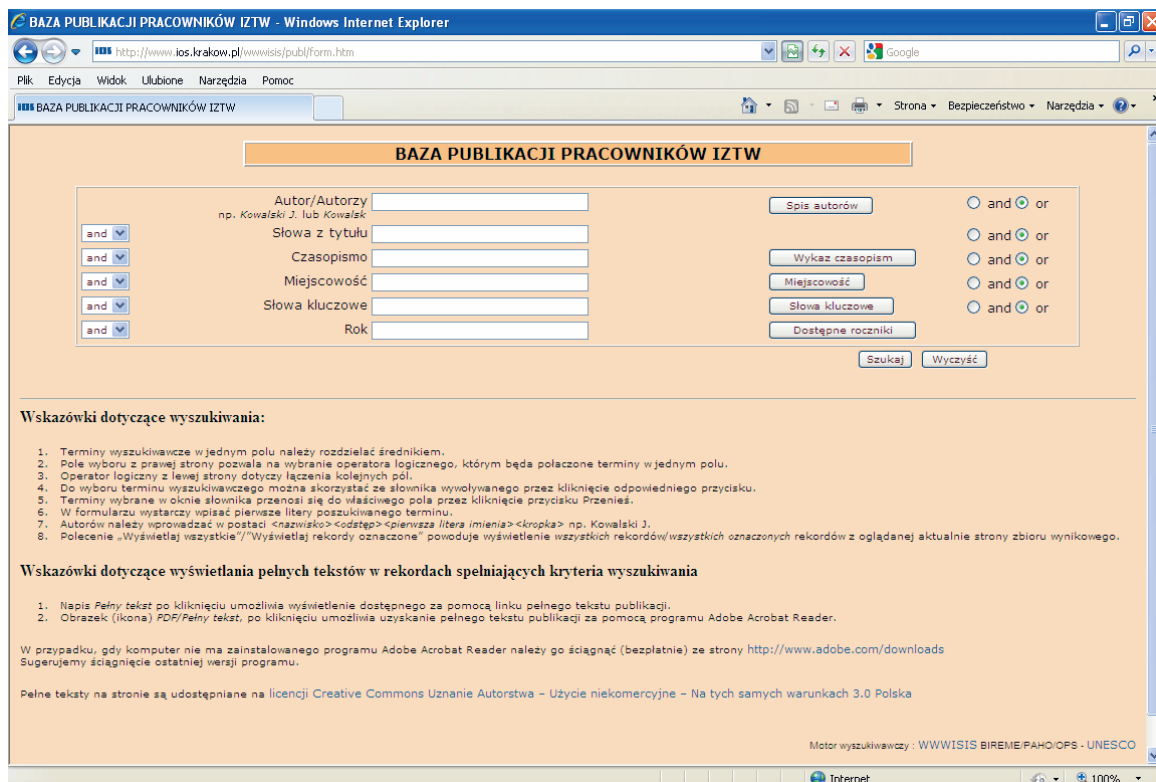 BAZA PUBLIKACJI PRACOWNIKÓW IZTW - Windows Internet Explorer
http://www.ios.krakow.pl/wwwisis/publ/form.htm
Google
Plik Edycja Widok Ulubione Narzędzia Pomoc
IOS BAZA PUBLIKACJI PRACOWNIKÓW IZTW
Strona Bezpieczeństwo Narzędzia
BAZA PUBLIKACJI PRACOWNIKÓW IZTW
Autor/Autorzy Spis autorów and or
np. Kowalski J. lub Kowalsk
and Słowa z tytułu and or
and Czasopismo Wykaz czasopism and or
and Miejscowość Miejscowość and or
and Słowa kluczowe Słowa kluczowe and or
and Rok Dostępne roczniki
Szukaj Wyczyść
Wskazówki dotyczące wyszukiwania:
1. Terminy wyszukiwawcze w jednym polu należy rozdzielać średnikiem.
2. Pole wyboru z prawej strony pozwala na wybranie operatora logicznego, którym będa połaczone terminy w jednym polu.
3. Operator logiczny z lewej strony dotyczy łączenia kolejnych pól.
4. Do wyboru terminu wyszukiwawczego można skorzystać ze słownika wywoływanego przez kliknięcie odpowiedniego przycisku.
5. Terminy wybrane w oknie słownika przenosi się do właściwego pola przez kliknięcie przycisku Przenieś.
6. W formularzu wystarczy wpisać pierwsze litery poszukiwanego terminu.
7. Autorów należy wprowadzać w postaci <nazwisko><odstęp><pierwsza litera imienia><kropka> np. Kowalski J.
8. Polecenie „Wyświetlaj wszystkie"/"Wyświetlaj rekordy oznaczone" powoduje wyświetlenie wszystkich rekordów/wszystkich oznaczonych rekordów z oglądanej aktualnie strony zbioru wynikowego.
Wskazówki dotyczące wyświetlania pełnych tekstów w rekordach spełniających kryteria wyszukiwania
1. Napis Pełny tekst po kliknięciu umożliwia wyświetlenie dostępnego za pomocą linku pełnego tekstu publikacji.
2. Obrazek (ikona) PDF/Pełny tekst, po kliknięciu umożliwia uzyskanie pełnego tekstu publikacji za pomocą programu Adobe Acrobat Reader.
W przypadku, gdy komputer nie ma zainstalowanego programu Adobe Acrobat Reader należy go ściągnąć (bezpłatnie) ze strony http://www.adobe.com/downloads
Sugerujemy ściągnięcie ostatniej wersji programu.
Pełne teksty na stronie są udostępniane na licencji Creative Commons Uznanie Autorstwa – Użycie niekomercyjne – Na tych samych warunkach 3.0 Polska
Motor wyszukiwawczy : WWWISIS BIREME/PAHO/OPS - UNESCO
Internet 100%